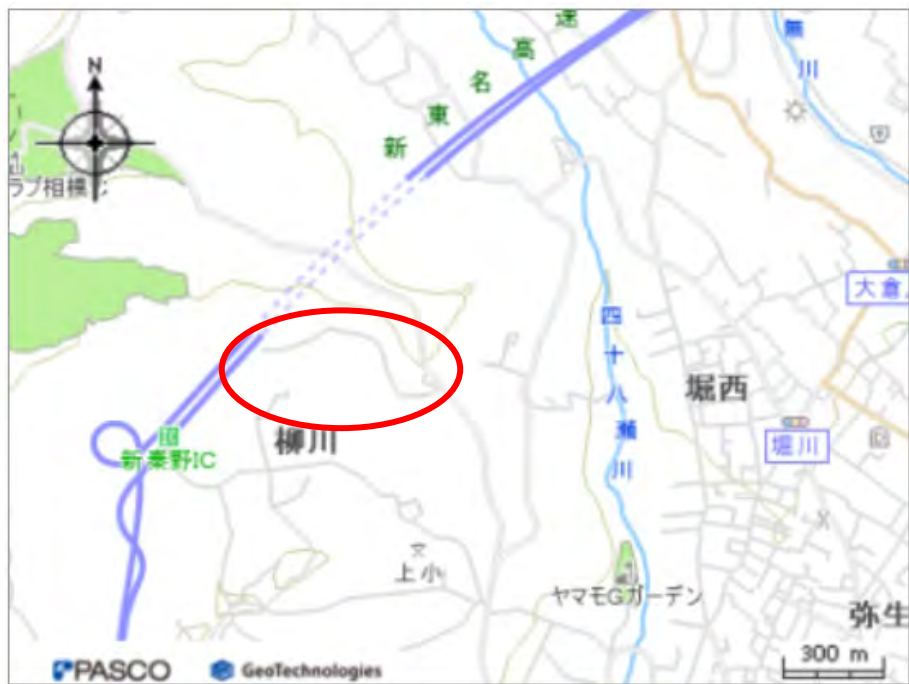 新東名高速
無川
N
ラブ相模
大倉
四十八瀬川
堀西
堀川
柳川
新秦野IC
上小
ヤマモGガーデン
弥生
300 m
PASCO
GeoTechnologies